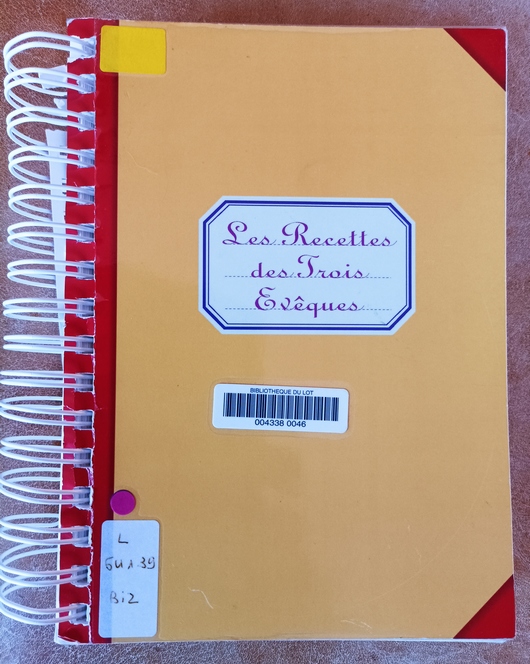 Les Recettes
des Trois
Evêques
BIBLIOTHEQUE DU LOT
004338 0046
L
641 39
Biz